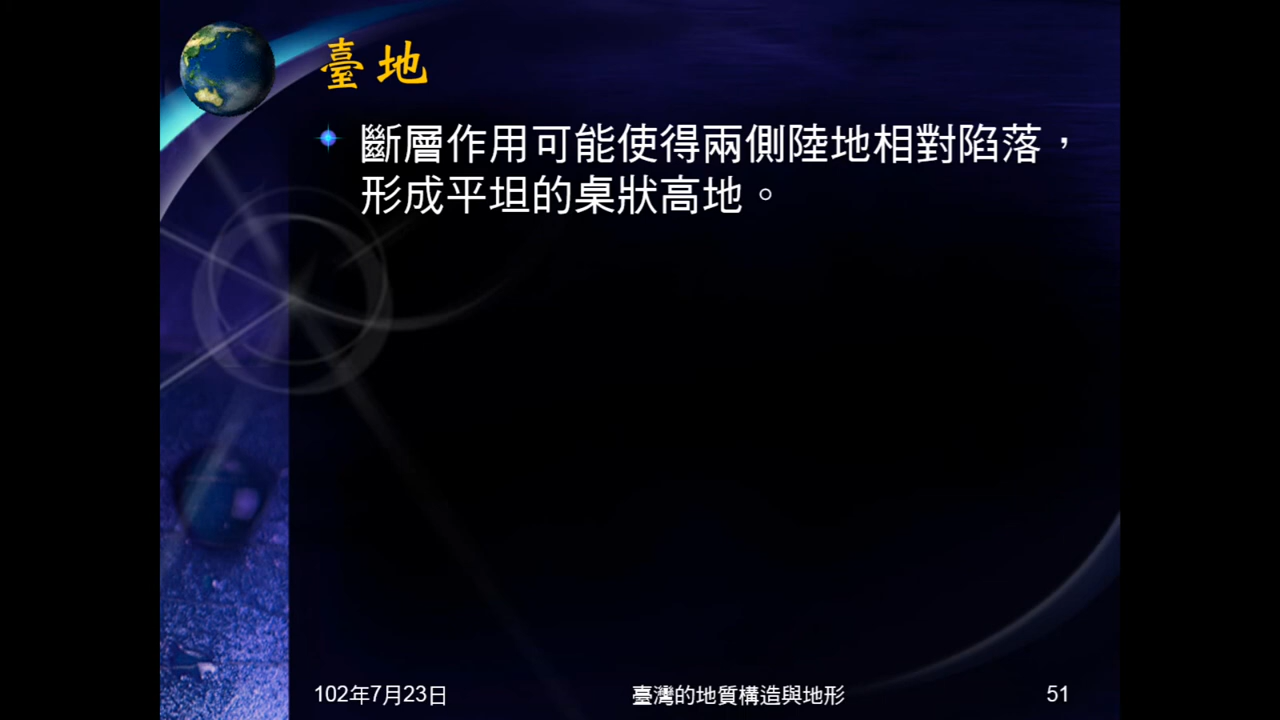 臺地
斷層作用可能使得兩側陸地相對陷落，
形成平坦的桌狀高地。
102年7月23日
臺灣的地質構造與地形
51